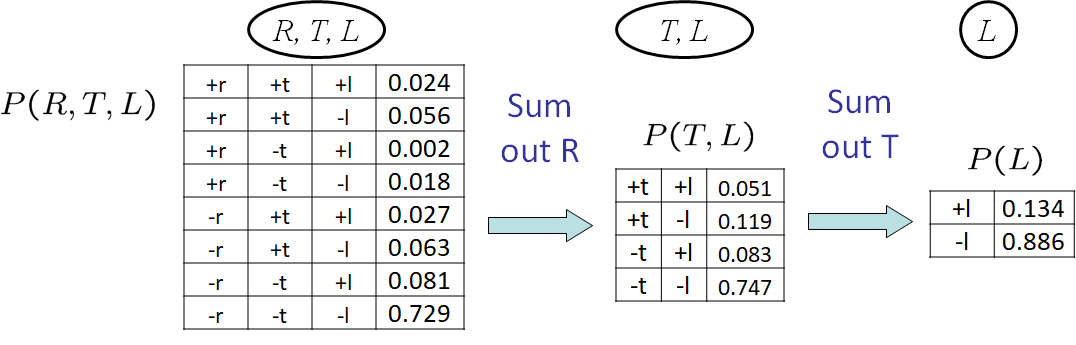 R, T, L
P(R, T, L)
+r +t +l 0.024
+r +t -l 0.056
+r -t +l 0.002
+r -t -l 0.018
-r +t +l 0.027
-r +t -l 0.063
-r -t +l 0.081
-r -t -l 0.729
Sum
out R
T, L
P(T, L)
+t +l 0.051
+t -l 0.119
-t +l 0.083
-t -l 0.747
Sum
out T
L
P(L)
+l 0.134
-l 0.886